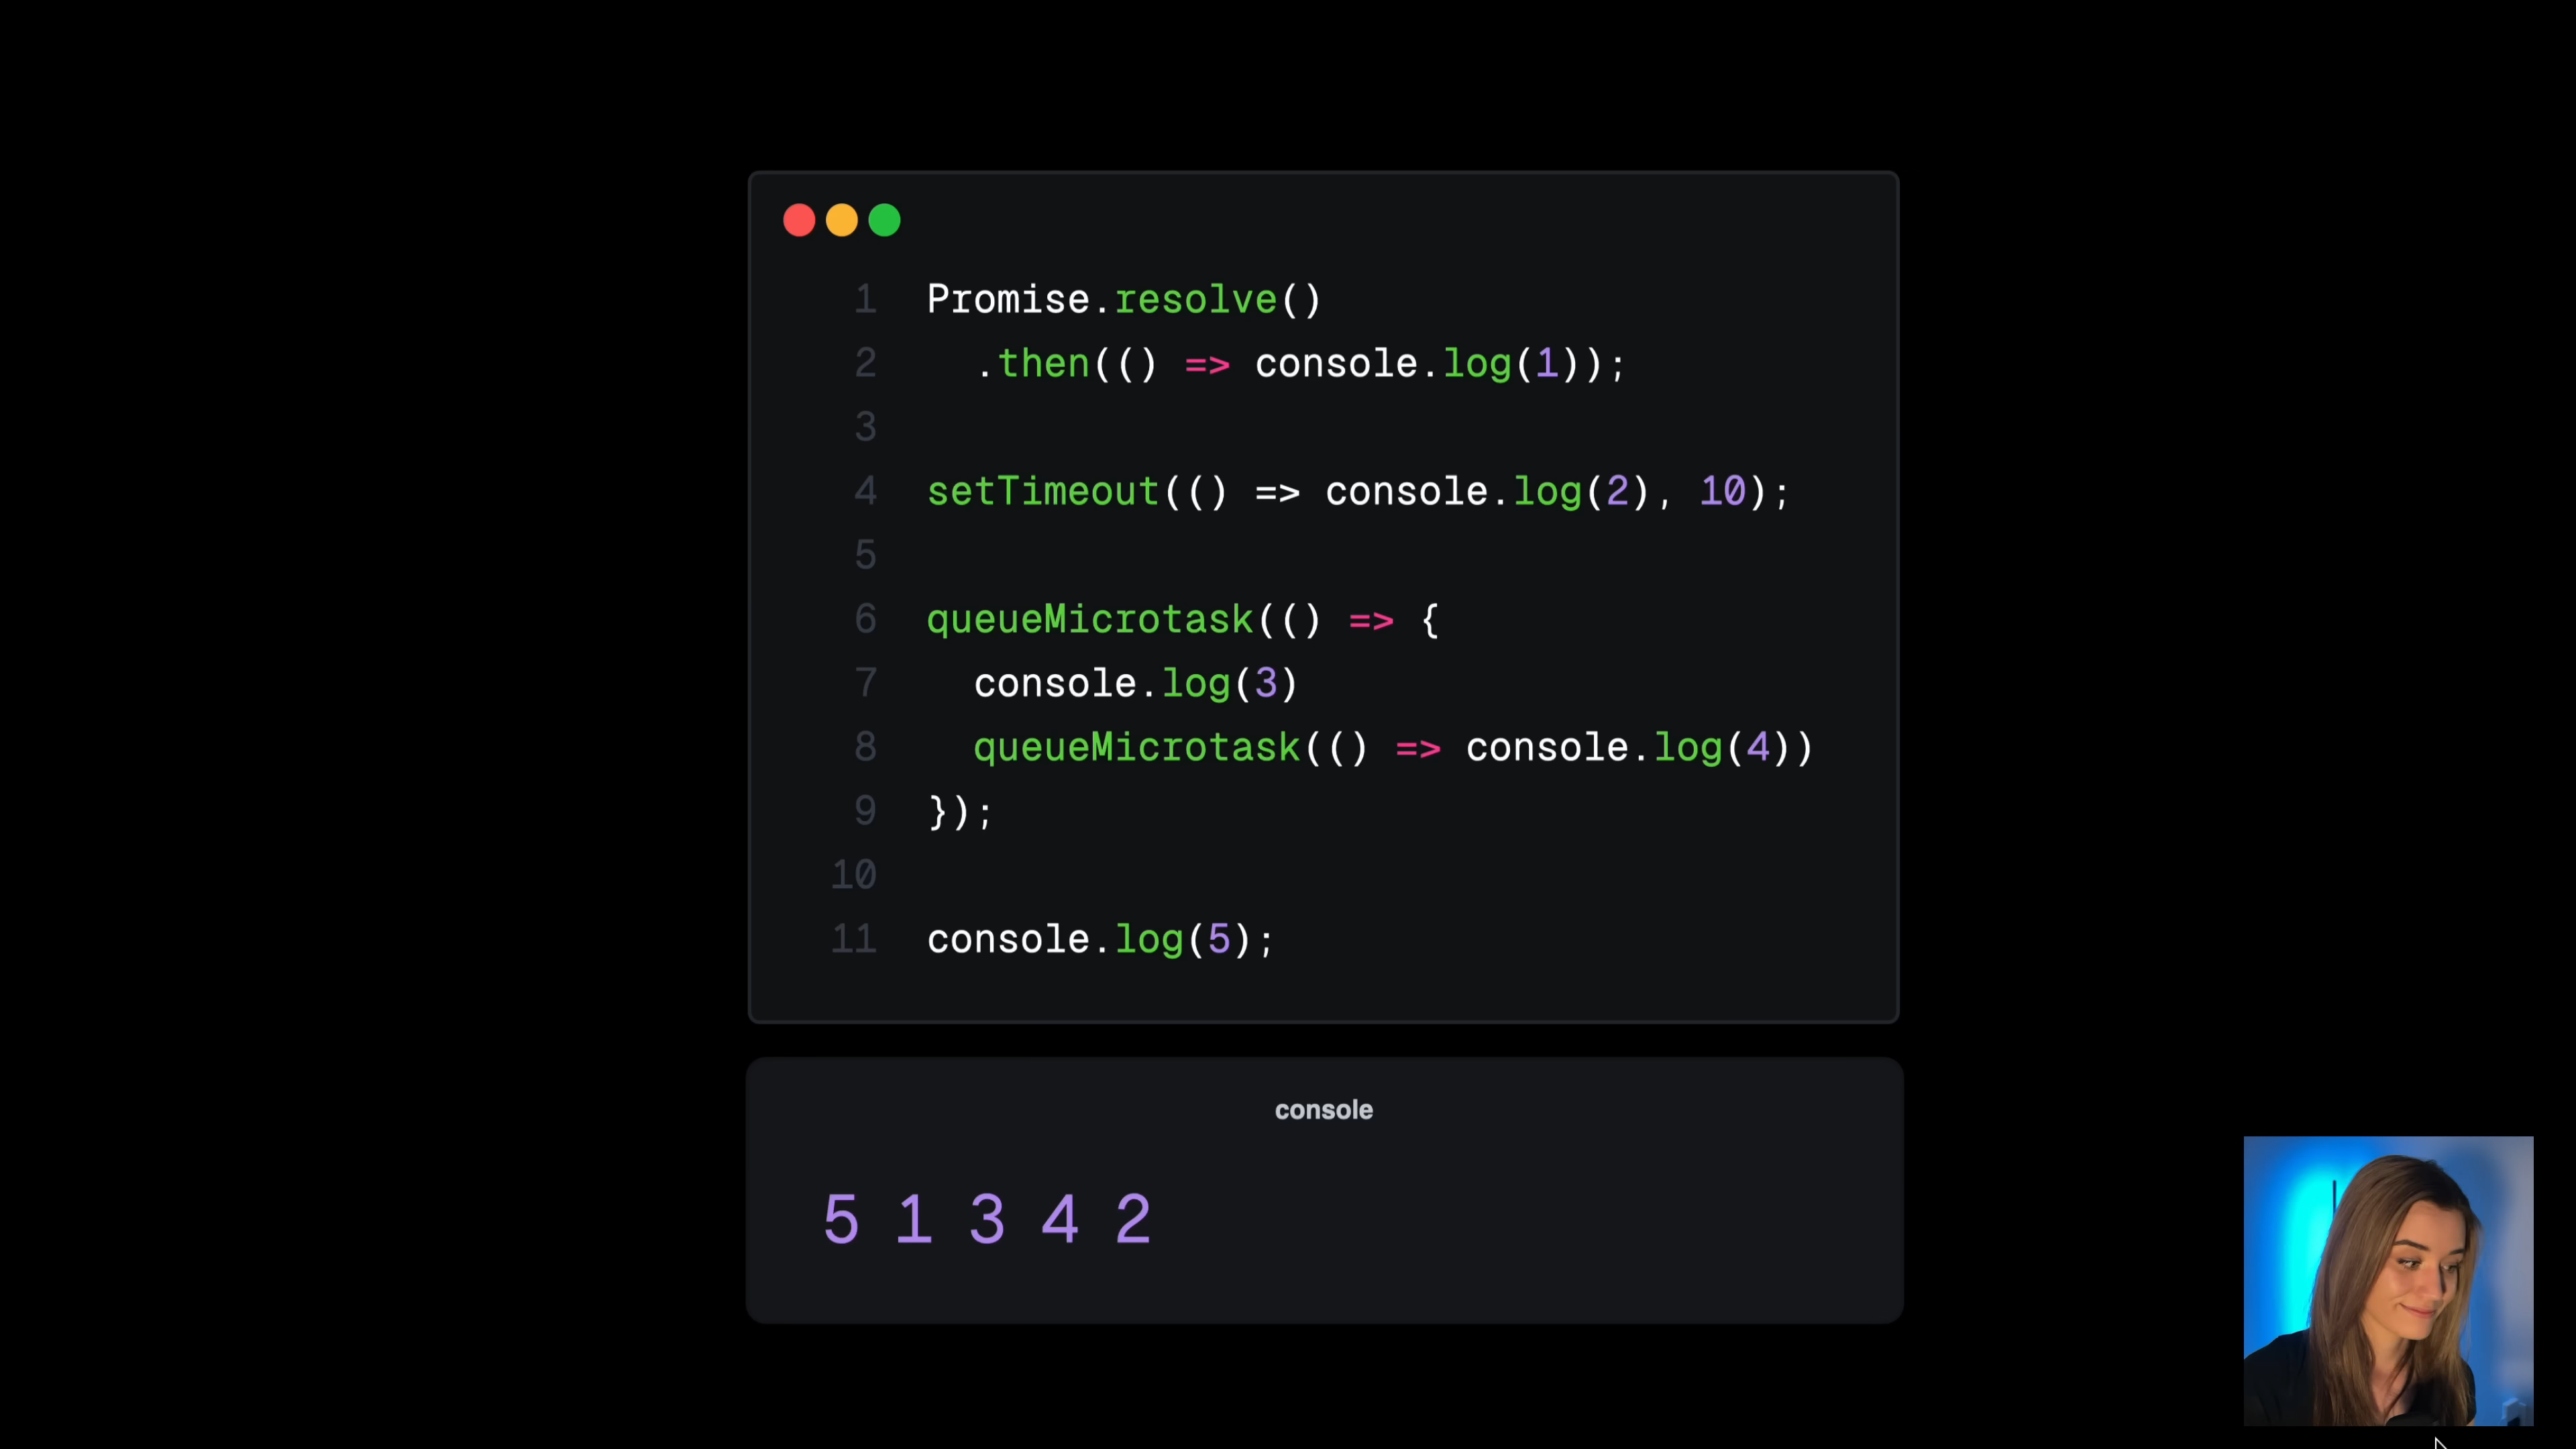 1 Promise.resolve()
2 .then(() => console.log(1));
3
4 setTimeout(() => console.log(2), 10);
5
6 queueMicrotask(() => {
7 console.log(3)
8 queueMicrotask(() => console.log(4))
9 });
10
11 console.log(5);
console
5 1 3 4 2